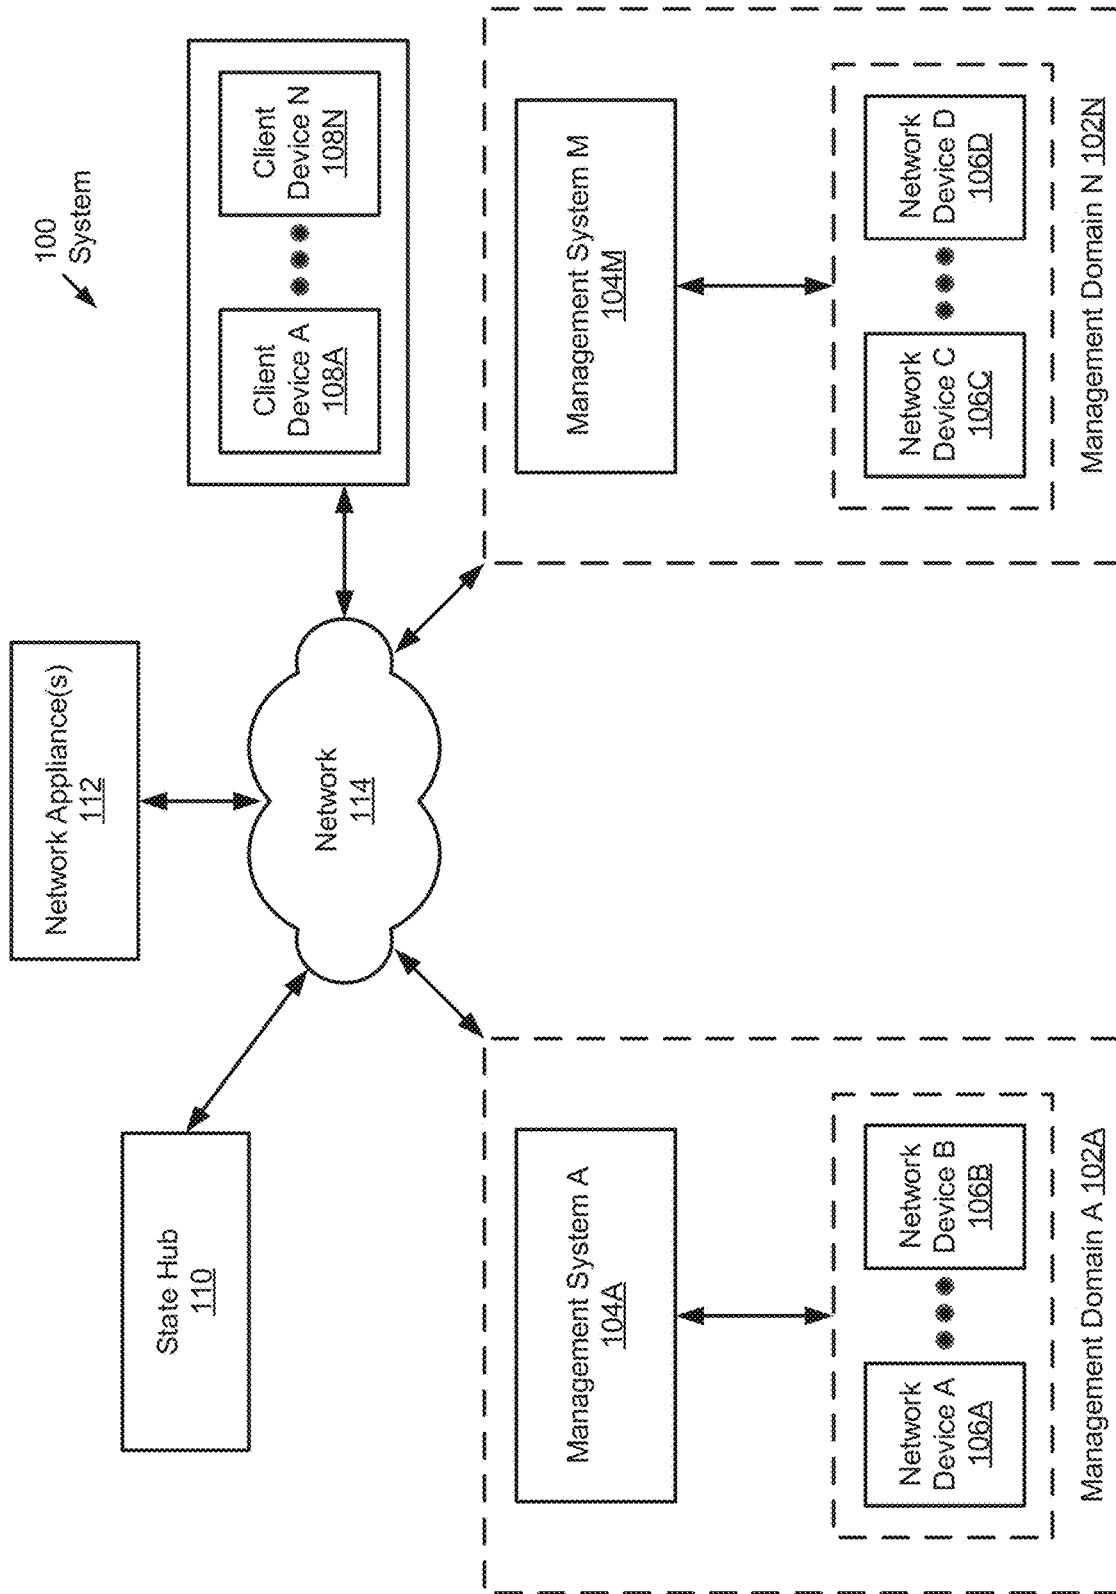 100
System
Network Appliance(s)
112
State Hub
110
Network
114
Client
Device A
108A
Client
Device N
108N
Management System A
104A
Network
Device A
106A
Network
Device B
106B
Management Domain A 102A
Management System M
104M
Network
Device C
106C
Network
Device D
106D
Management Domain N 102N